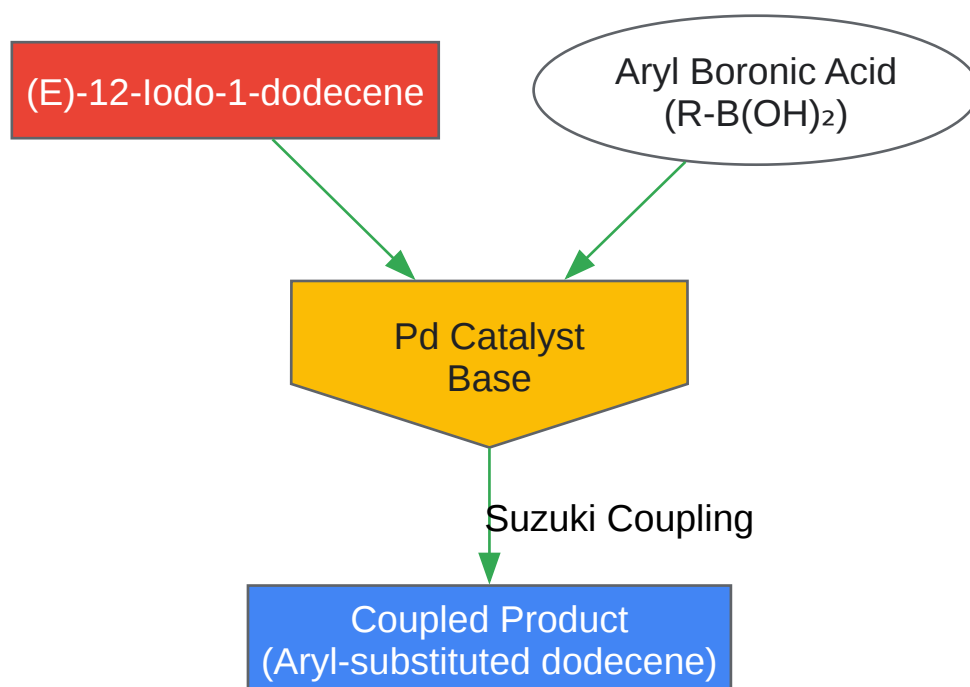 (E)-12-Iodo-1-dodecene
Aryl Boronic Acid
(R-B(OH)₂)
Pd Catalyst
Base
Suzuki Coupling
Coupled Product
(Aryl-substituted dodecene)